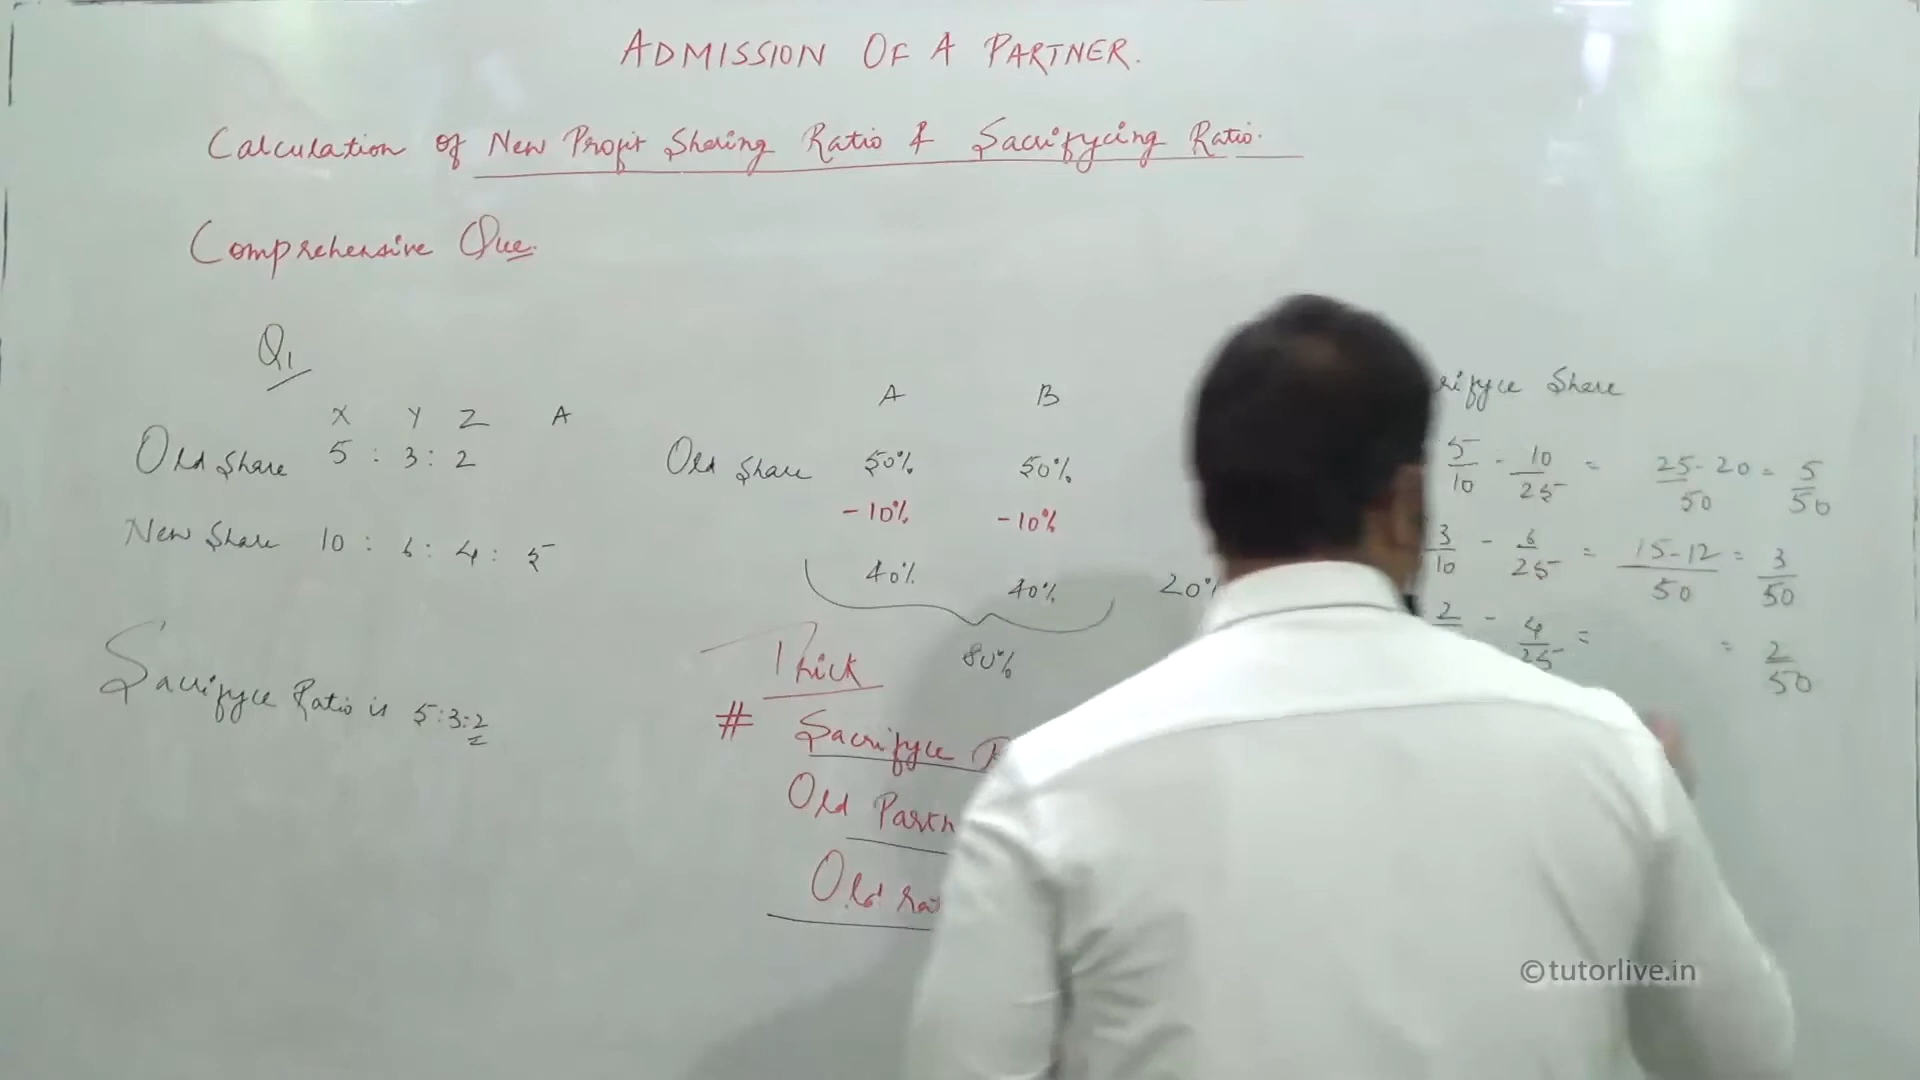 ADMISSION OF A PARTNER.
Calculation of New Profit Sharing Ratio & Sacrifycing Ratio.
Comprehensive Que.
Q1
X Y Z A
Old Share 5 : 3 : 2
New Share 10 : 6 : 4 : 5
Sacrifyce Ratio is 5:3:2
A B
Old Share 50% 50%
-10% -10%
40% 40% 20%
80%
Thick
# Sacrifyce
Old Partn
Old
rifyce Share
5/10 - 10/25 = 25-20/50 = 5/50
3/10 - 6/25 = 15-12/50 = 3/50
2 - 4/25 = = 2/50
©tutorlive.in